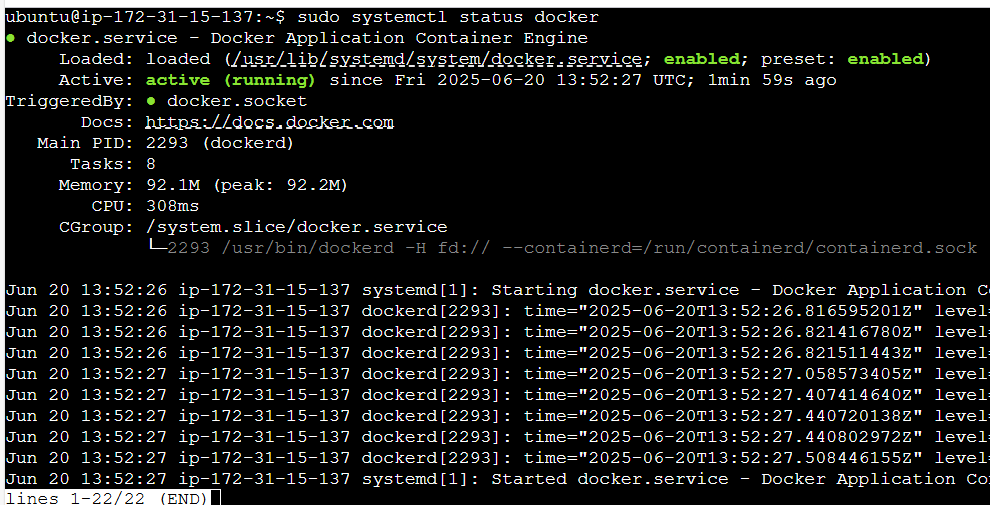 ubuntu@ip-172-31-15-137:~$ sudo systemctl status docker
● docker.service - Docker Application Container Engine
     Loaded: loaded (/usr/lib/systemd/system/docker.service; enabled; preset: enabled)
     Active: active (running) since Fri 2025-06-20 13:52:27 UTC; 1min 59s ago
TriggeredBy: ● docker.socket
       Docs: https://docs.docker.com
   Main PID: 2293 (dockerd)
      Tasks: 8
     Memory: 92.1M (peak: 92.2M)
        CPU: 308ms
     CGroup: /system.slice/docker.service
             └─2293 /usr/bin/dockerd -H fd:// --containerd=/run/containerd/containerd.sock

Jun 20 13:52:26 ip-172-31-15-137 systemd[1]: Starting docker.service - Docker Application Co
Jun 20 13:52:26 ip-172-31-15-137 dockerd[2293]: time="2025-06-20T13:52:26.816595201Z" level=
Jun 20 13:52:26 ip-172-31-15-137 dockerd[2293]: time="2025-06-20T13:52:26.821416780Z" level=
Jun 20 13:52:26 ip-172-31-15-137 dockerd[2293]: time="2025-06-20T13:52:26.821511443Z" level=
Jun 20 13:52:27 ip-172-31-15-137 dockerd[2293]: time="2025-06-20T13:52:27.058573405Z" level=
Jun 20 13:52:27 ip-172-31-15-137 dockerd[2293]: time="2025-06-20T13:52:27.407414640Z" level=
Jun 20 13:52:27 ip-172-31-15-137 dockerd[2293]: time="2025-06-20T13:52:27.440720138Z" level=
Jun 20 13:52:27 ip-172-31-15-137 dockerd[2293]: time="2025-06-20T13:52:27.440802972Z" level=
Jun 20 13:52:27 ip-172-31-15-137 dockerd[2293]: time="2025-06-20T13:52:27.508446155Z" level=
Jun 20 13:52:27 ip-172-31-15-137 systemd[1]: Started docker.service - Docker Application Con
lines 1-22/22 (END)